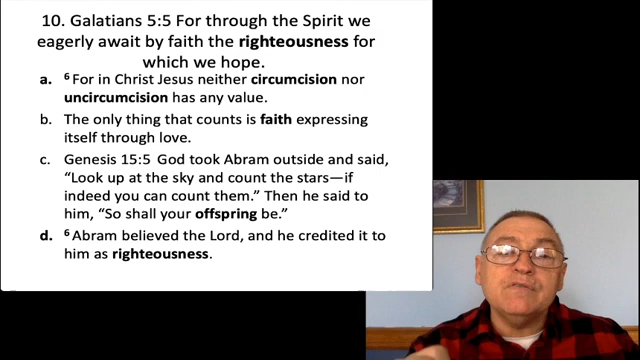 10. Galatians 5:5 For through the Spirit we
eagerly await by faith the righteousness for
which we hope.
a. 6 For in Christ Jesus neither circumcision nor
uncircumcision has any value.
b. The only thing that counts is faith expressing
itself through love.
c. Genesis 15:5 God took Abram outside and said,
“Look up at the sky and count the stars—if
indeed you can count them.” Then he said to
him, “So shall your offspring be.”
d. 6 Abram believed the Lord, and he credited it to
him as righteousness.